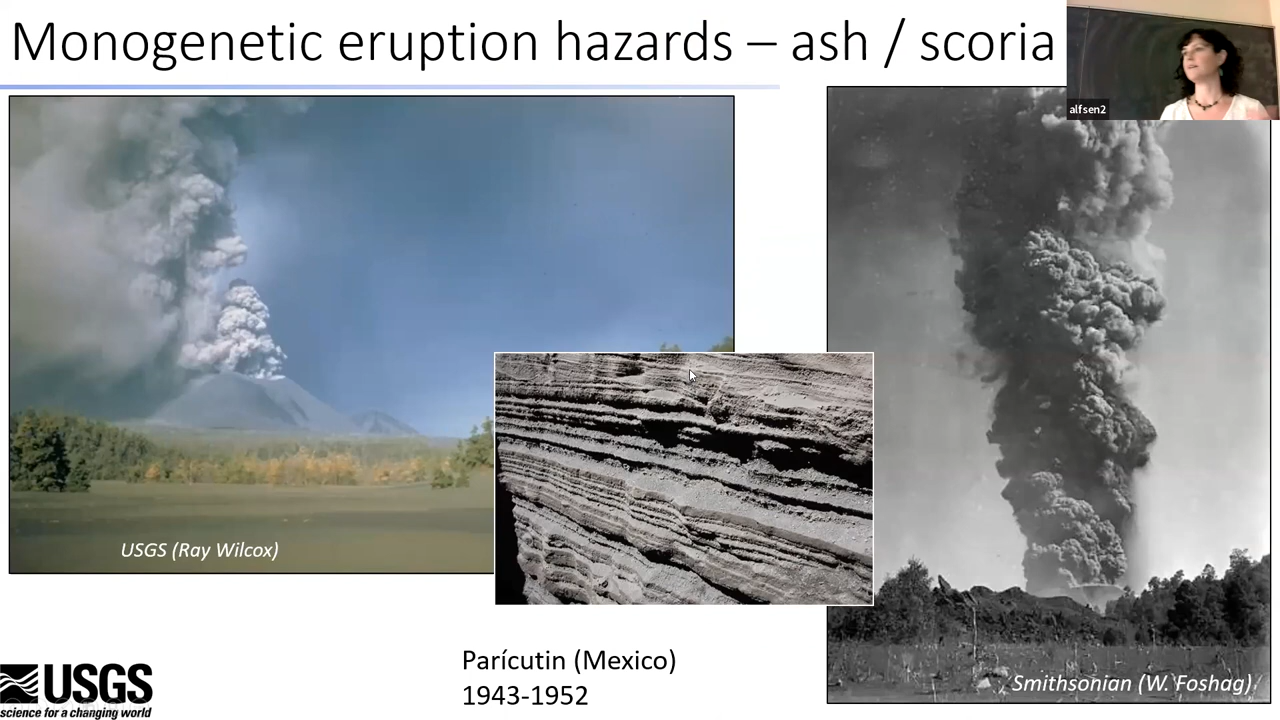 Monogenetic eruption hazards – ash / scoria
alfsen2
USGS (Ray Wilcox)
Smithsonian (W. Foshag)
Parícutin (Mexico)
1943-1952
USGS
science for a changing world